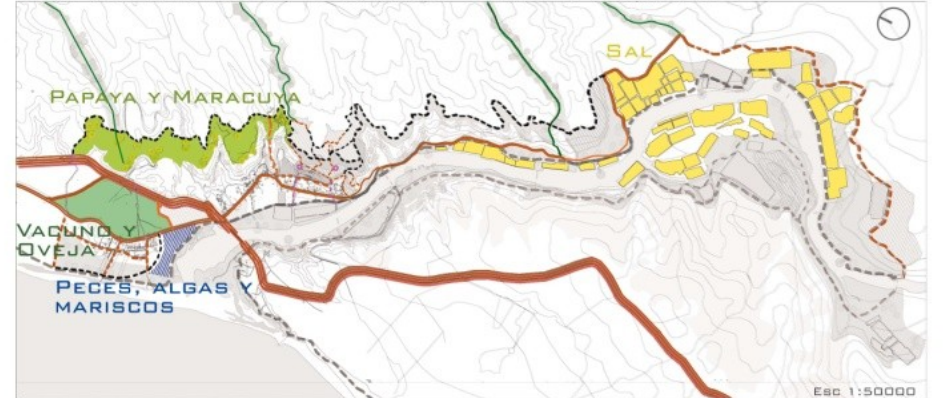 SAL
PAPAYA Y MARACUYA
VACUNO Y
OVEJA
PECES, ALGAS Y
MARISCOS
ESC 1:50000